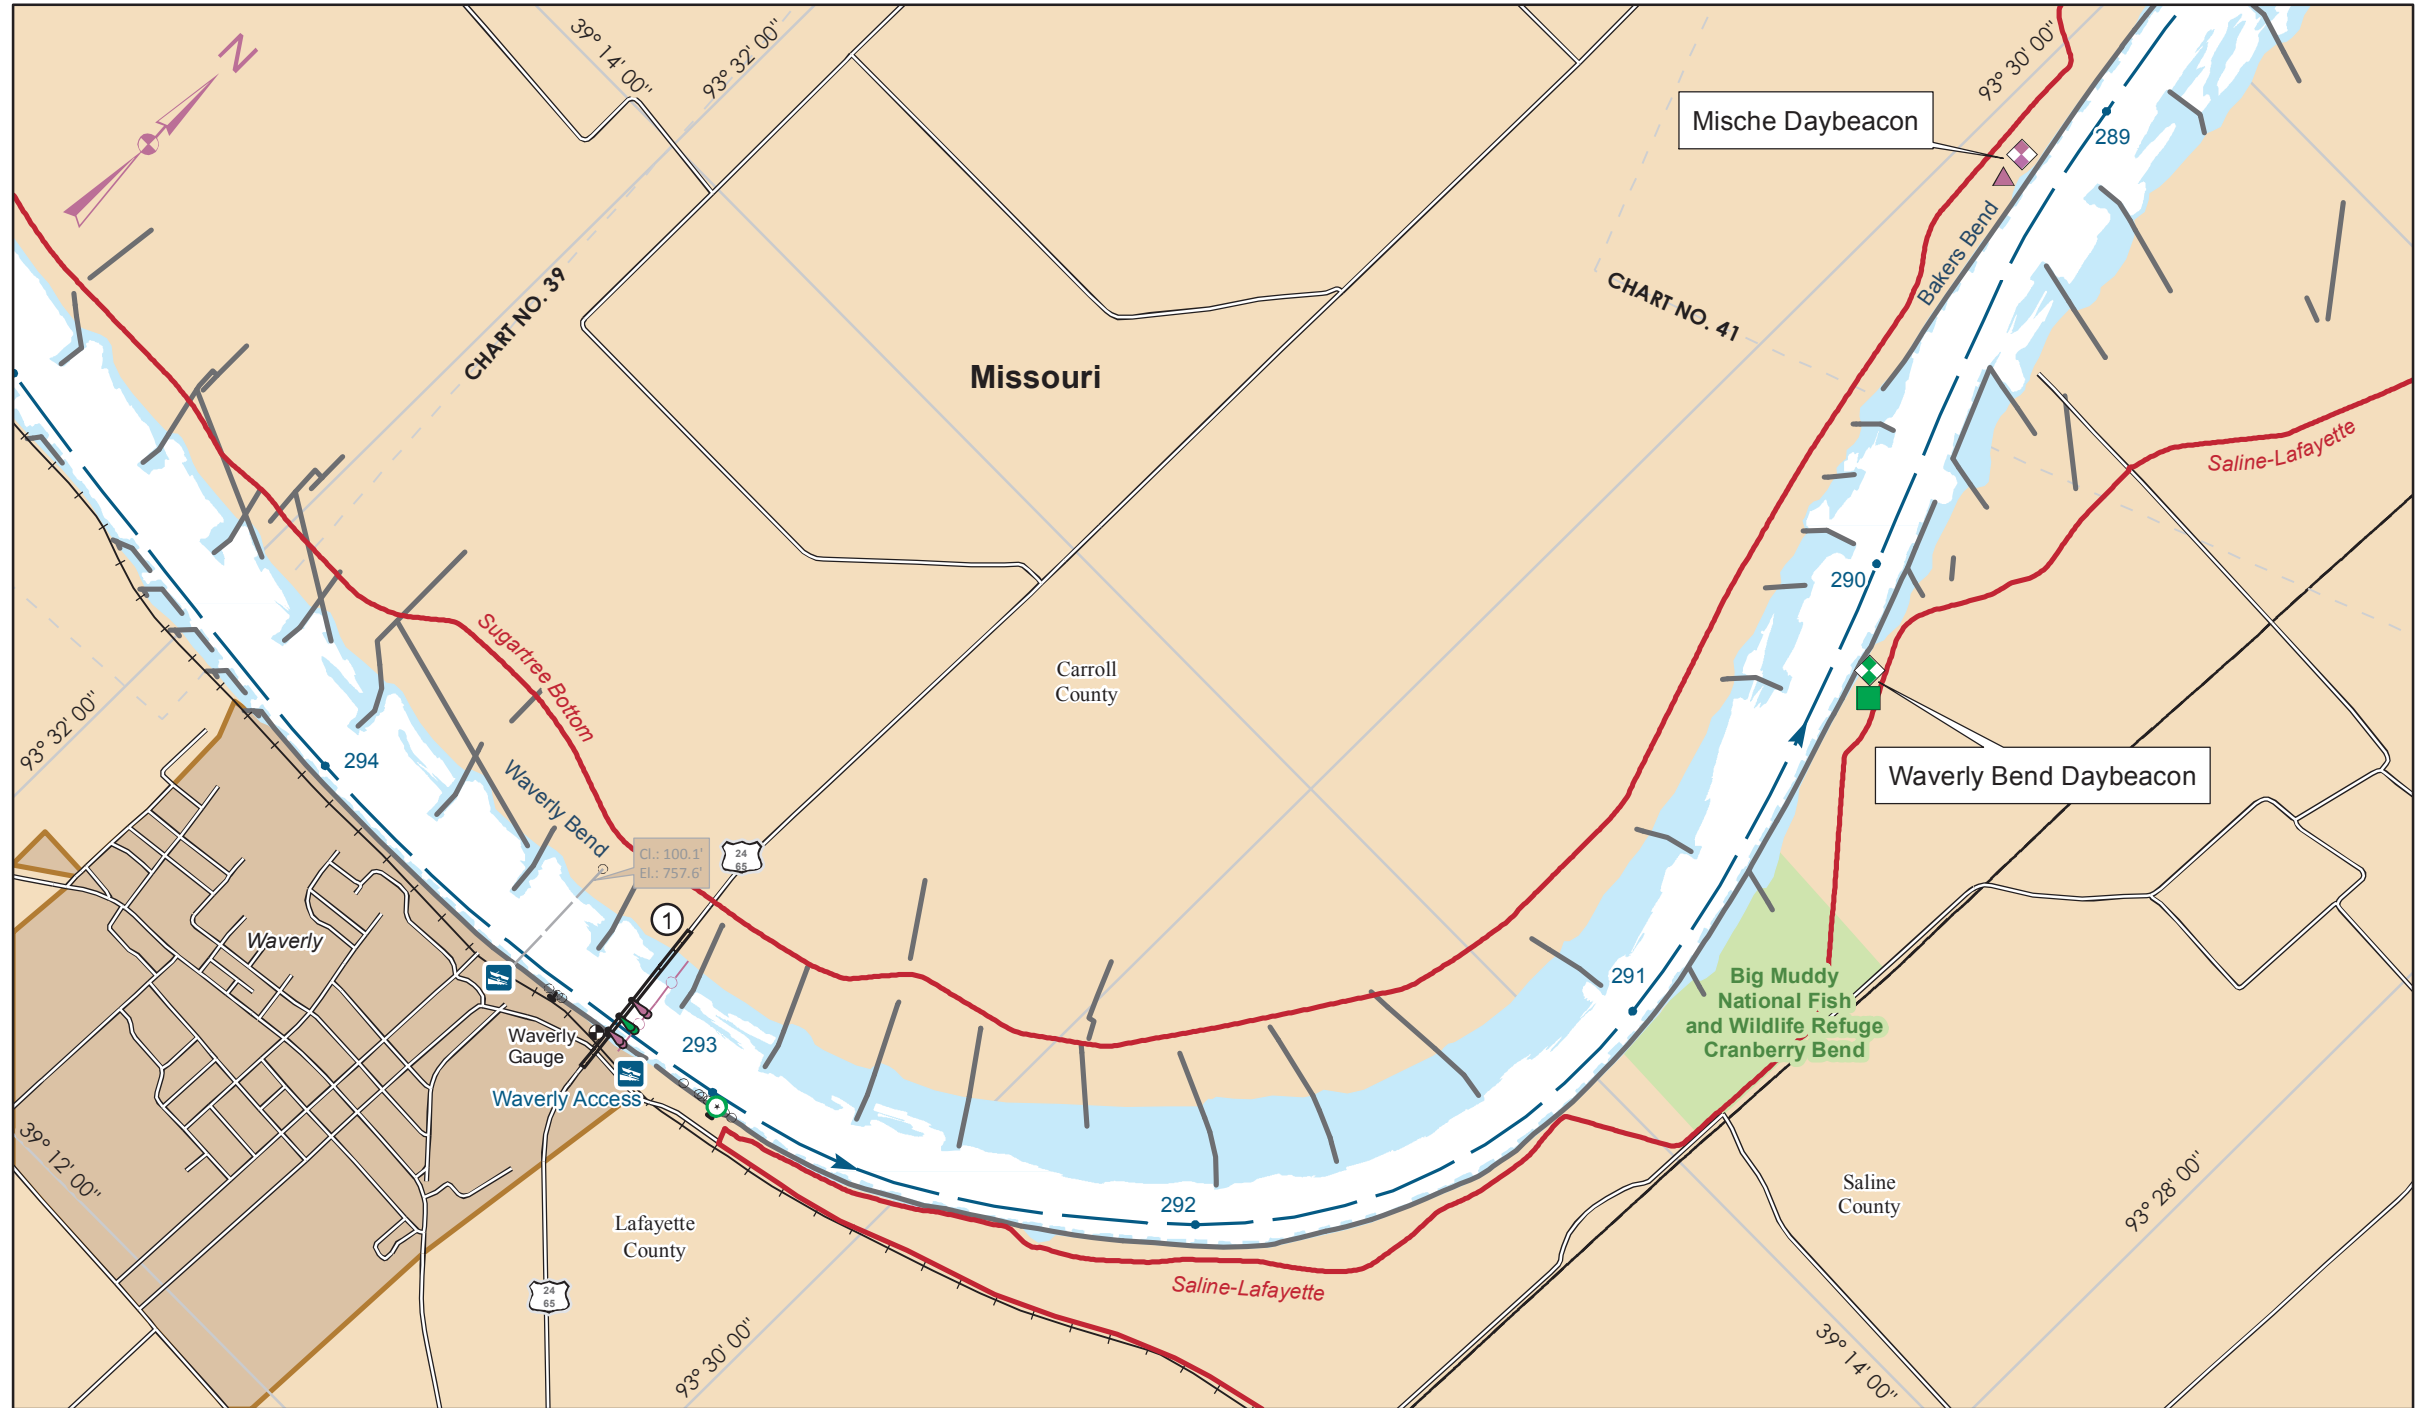 N
39° 14' 00"
93° 32' 00"
93° 30' 00"
Mische Daybeacon
289
Bakers Bend
CHART NO. 39
CHART NO. 41
Missouri
Saline-Lafayette
290
Sugartree Bottom
Carroll
County
93° 32' 00"
294
Waverly Bend
Waverly Bend Daybeacon
Cl.: 100.1'
El.: 757.6'
24
65
1
Waverly
291
Big Muddy
National Fish
and Wildlife Refuge
Cranberry Bend
Waverly
Gauge
293
Waverly Access
39° 12' 00"
292
Saline
County
93° 28' 00"
Lafayette
County
Saline-Lafayette
24
65
93° 30' 00"
39° 14' 00"